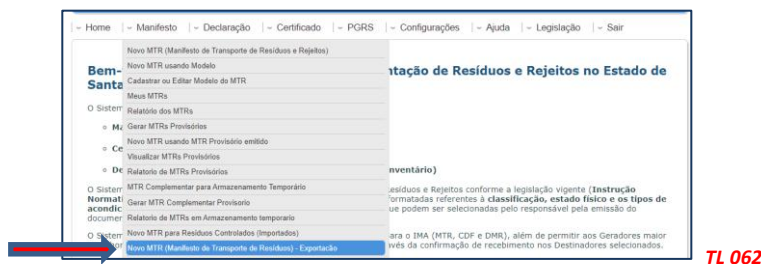 Home Manifesto Declaração Certificado PGRS Configurações Ajuda Legislação Sair
Novo MTR (Manifesto de Transporte de Resíduos e Rejeitos)
Novo MTR usando Modelo
Bem- ntação de Resíduos e Rejeitos no Estado de
Cadastrar ou Editar Modelo do MTR
Santa
Meus MTRs
O Sistem
Relatório dos MTRs
Gerar MTRs Provisórios
Novo MTR usando MTR Provisório emitido
Visualizar MTRs Provisórios
Relatorio de MTRs Provisórios
nventário)
MTR Complementar para Armazenamento Temporário
O Sistem esíduos e Rejeitos conforme a legislação vigente (Instrução
Normati formatadas referentes à classificação, estado físico e os tipos de
Gerar MTR Complementar Provisorio
acondic ue podem ser selecionadas pelo responsável pela emissão do
Relatorio de MTRs em Armazenamento temporario
documer
Novo MTR para Resíduos Controlados (Importados)
O Sistem ara o IMA (MTR, CDF e DMR), além de permitir aos Geradores maior
Novo MTR (Manifesto de Transporte de Resíduos) - Exportacão
vés da confirmação de recebimento nos Destinadores selecionados.
TL 062